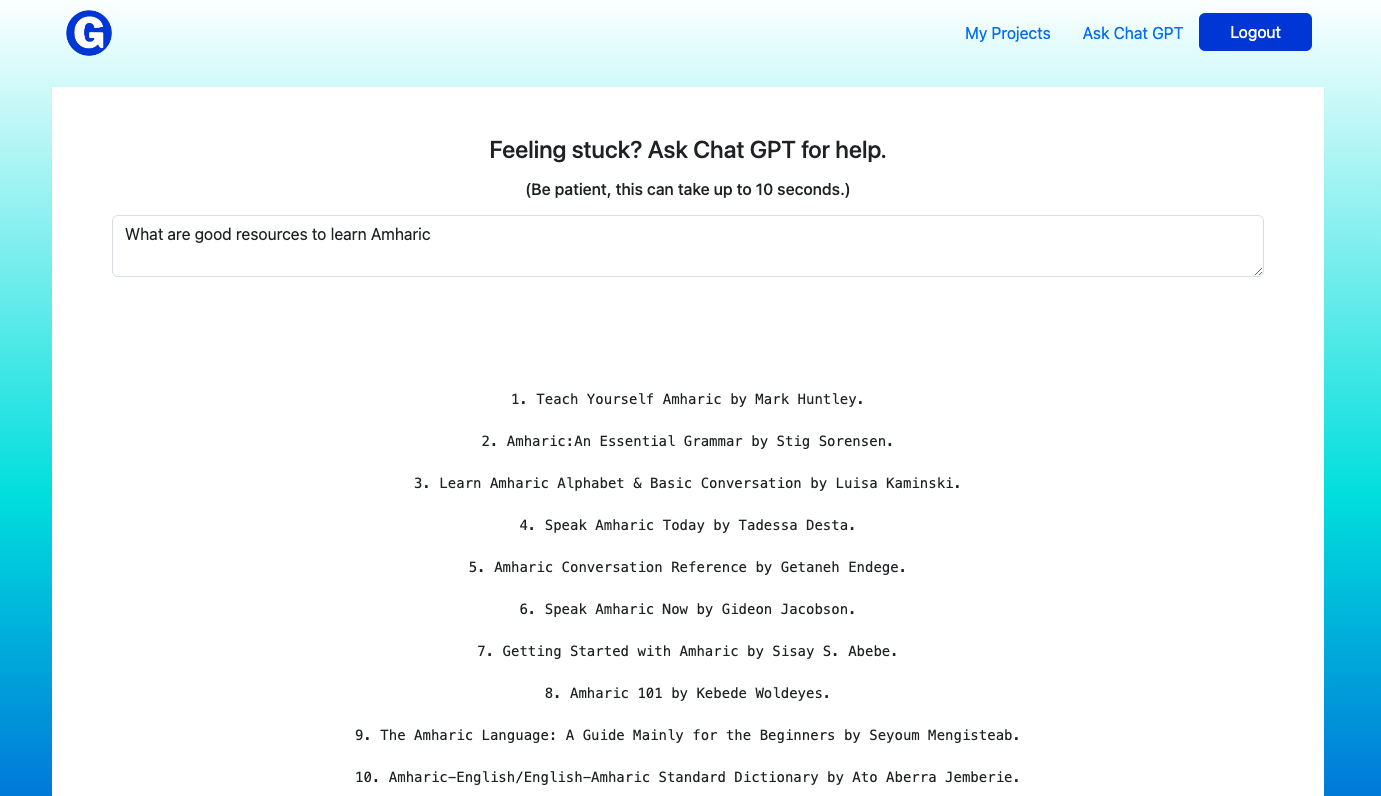 G
My Projects
Ask Chat GPT
Logout
Feeling stuck? Ask Chat GPT for help.
(Be patient, this can take up to 10 seconds.)
What are good resources to learn Amharic
1. Teach Yourself Amharic by Mark Huntley.
2. Amharic:An Essential Grammar by Stig Sorensen.
3. Learn Amharic Alphabet & Basic Conversation by Luisa Kaminski.
4. Speak Amharic Today by Tadessa Desta.
5. Amharic Conversation Reference by Getaneh Endege.
6. Speak Amharic Now by Gideon Jacobson.
7. Getting Started with Amharic by Sisay S. Abebe.
8. Amharic 101 by Kebede Woldeyes.
9. The Amharic Language: A Guide Mainly for the Beginners by Seyoum Mengisteab.
10. Amharic–English/English–Amharic Standard Dictionary by Ato Aberra Jemberie.